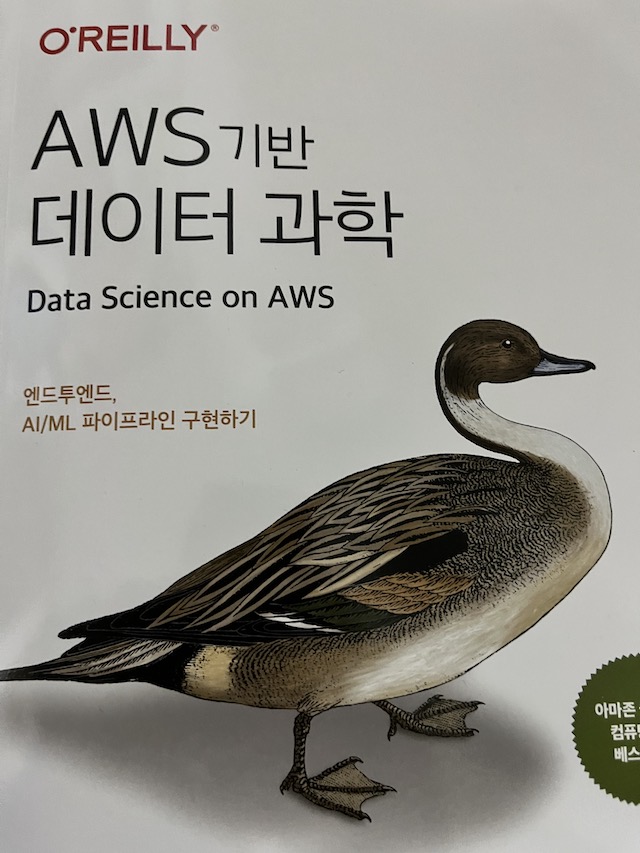 O'REILLY®
AWS 기반
데이터 과학
Data Science on AWS
엔드투엔드,
AI/ML 파이프라인 구현하기
아마존